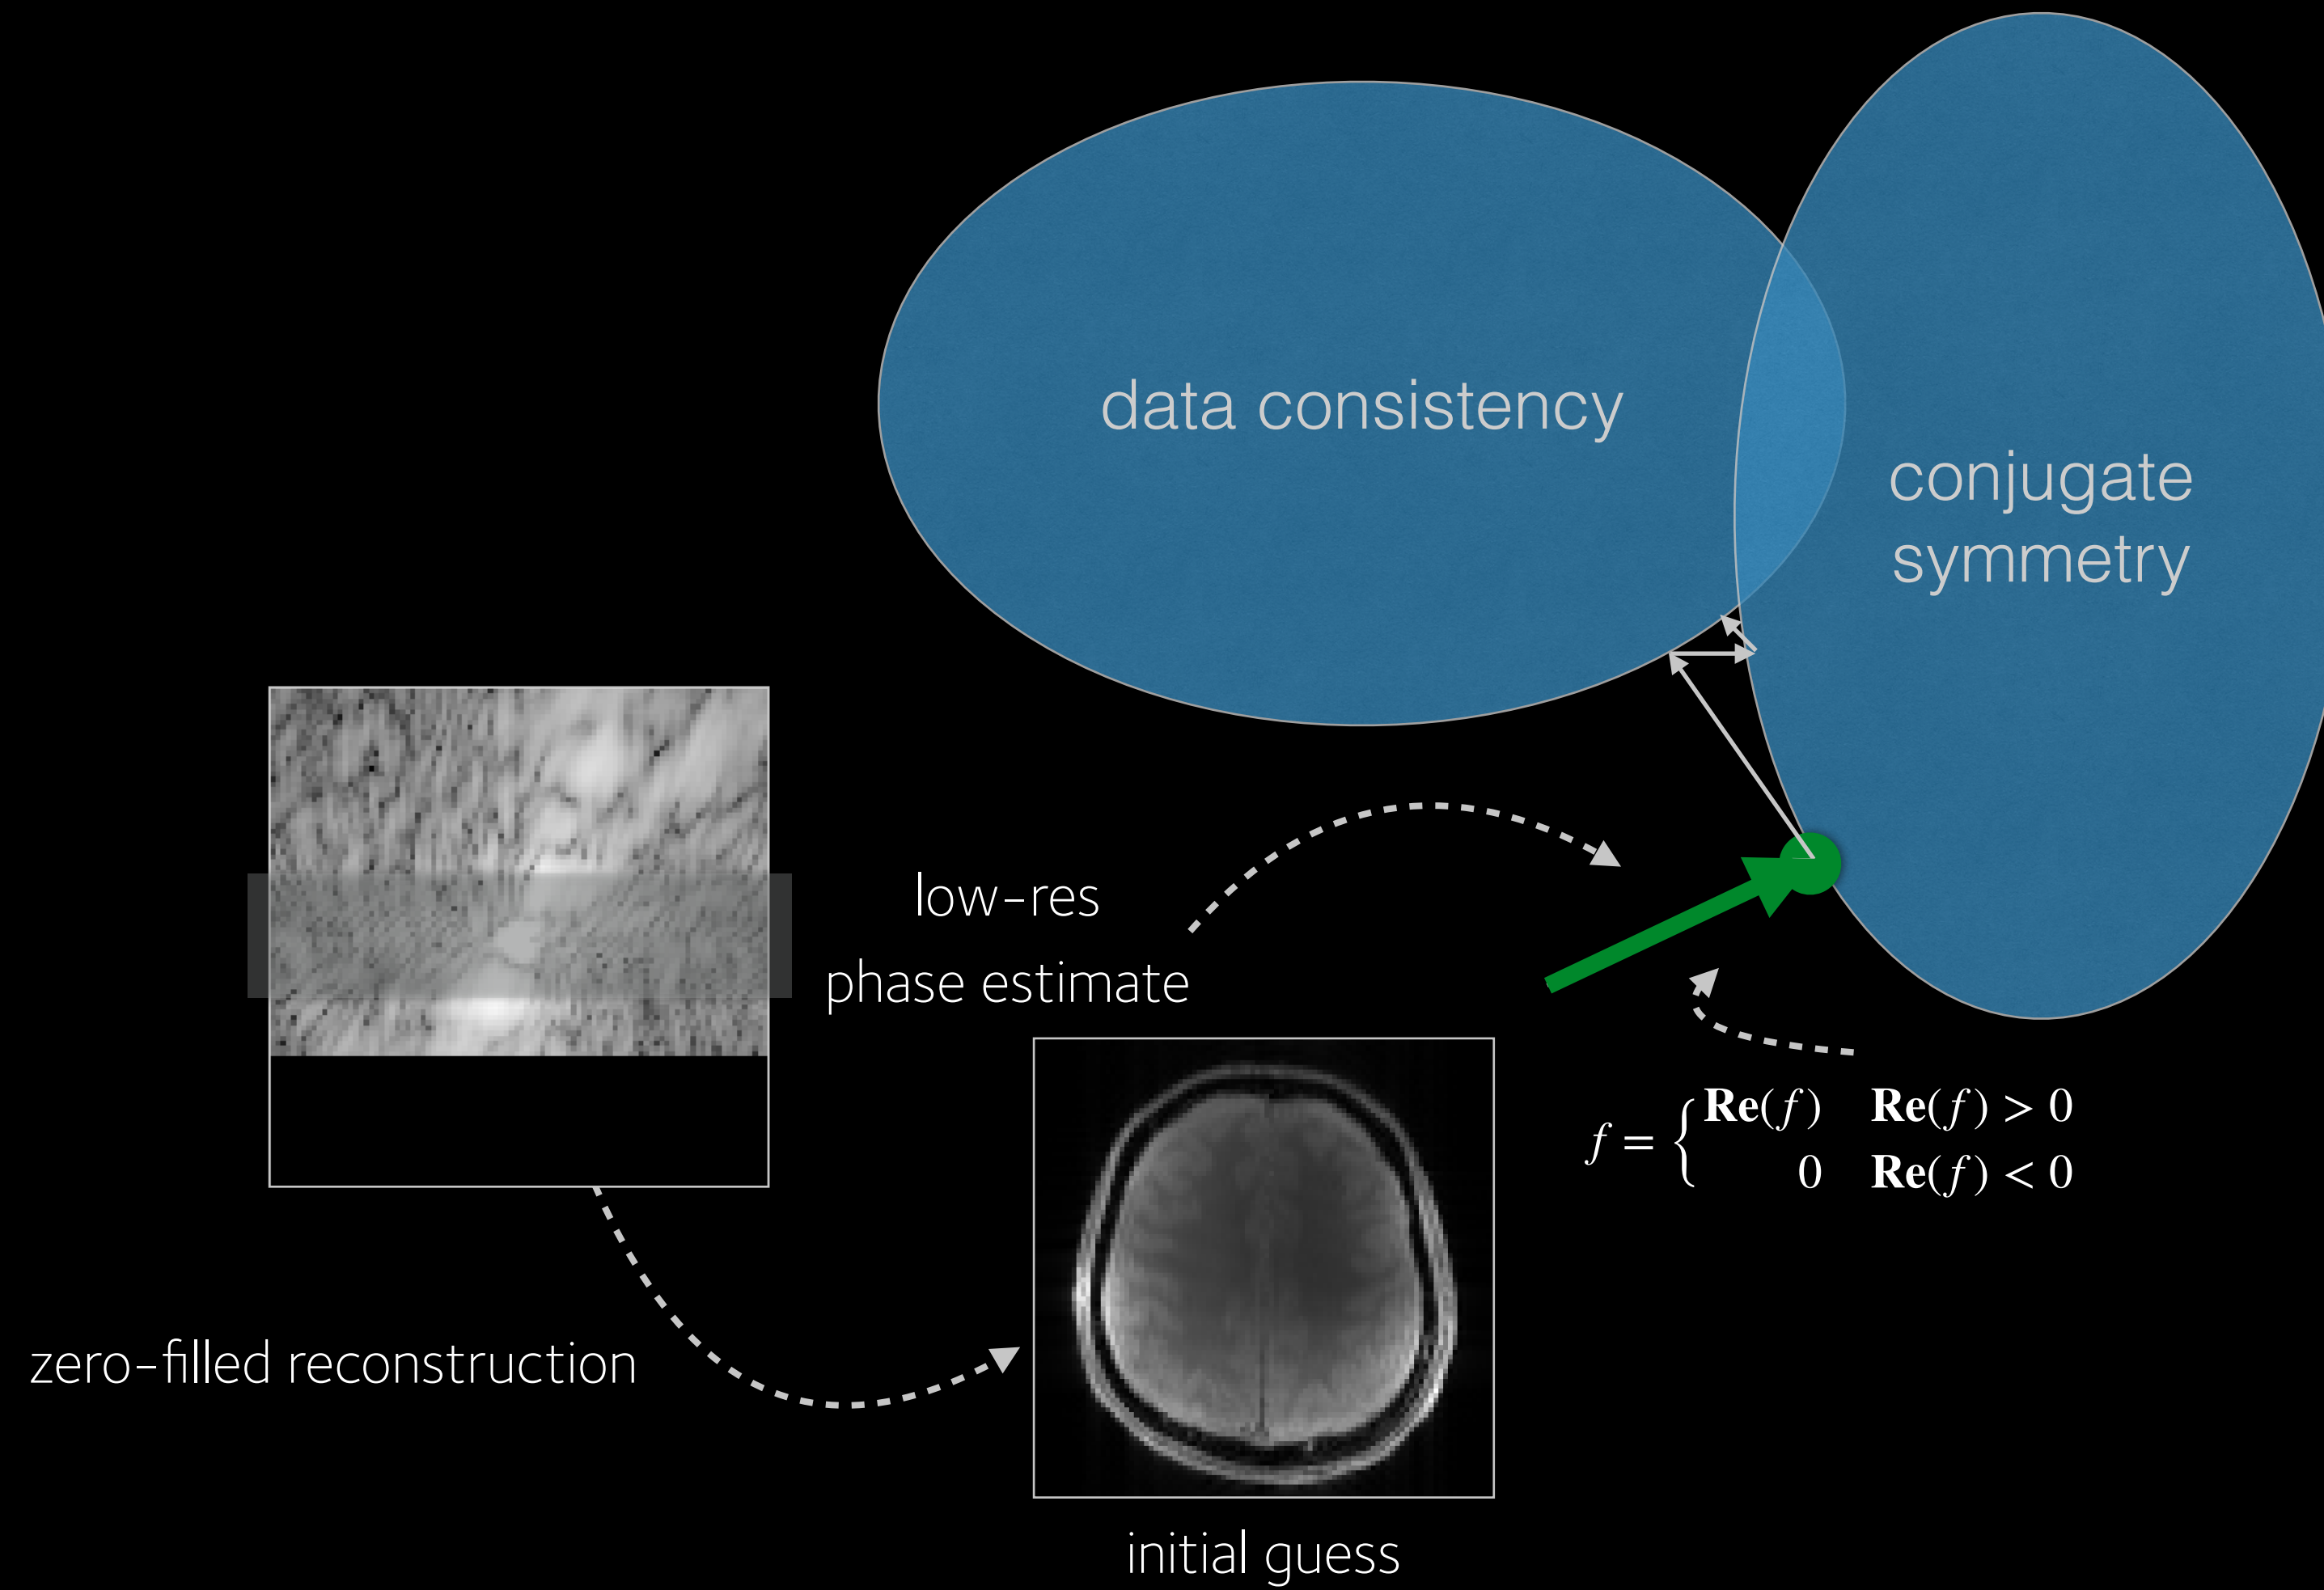 data consistency
conjugate
symmetry
low-res
phase estimate
f = { Re(f) Re(f) > 0
0 Re(f) < 0
zero-filled reconstruction
initial guess